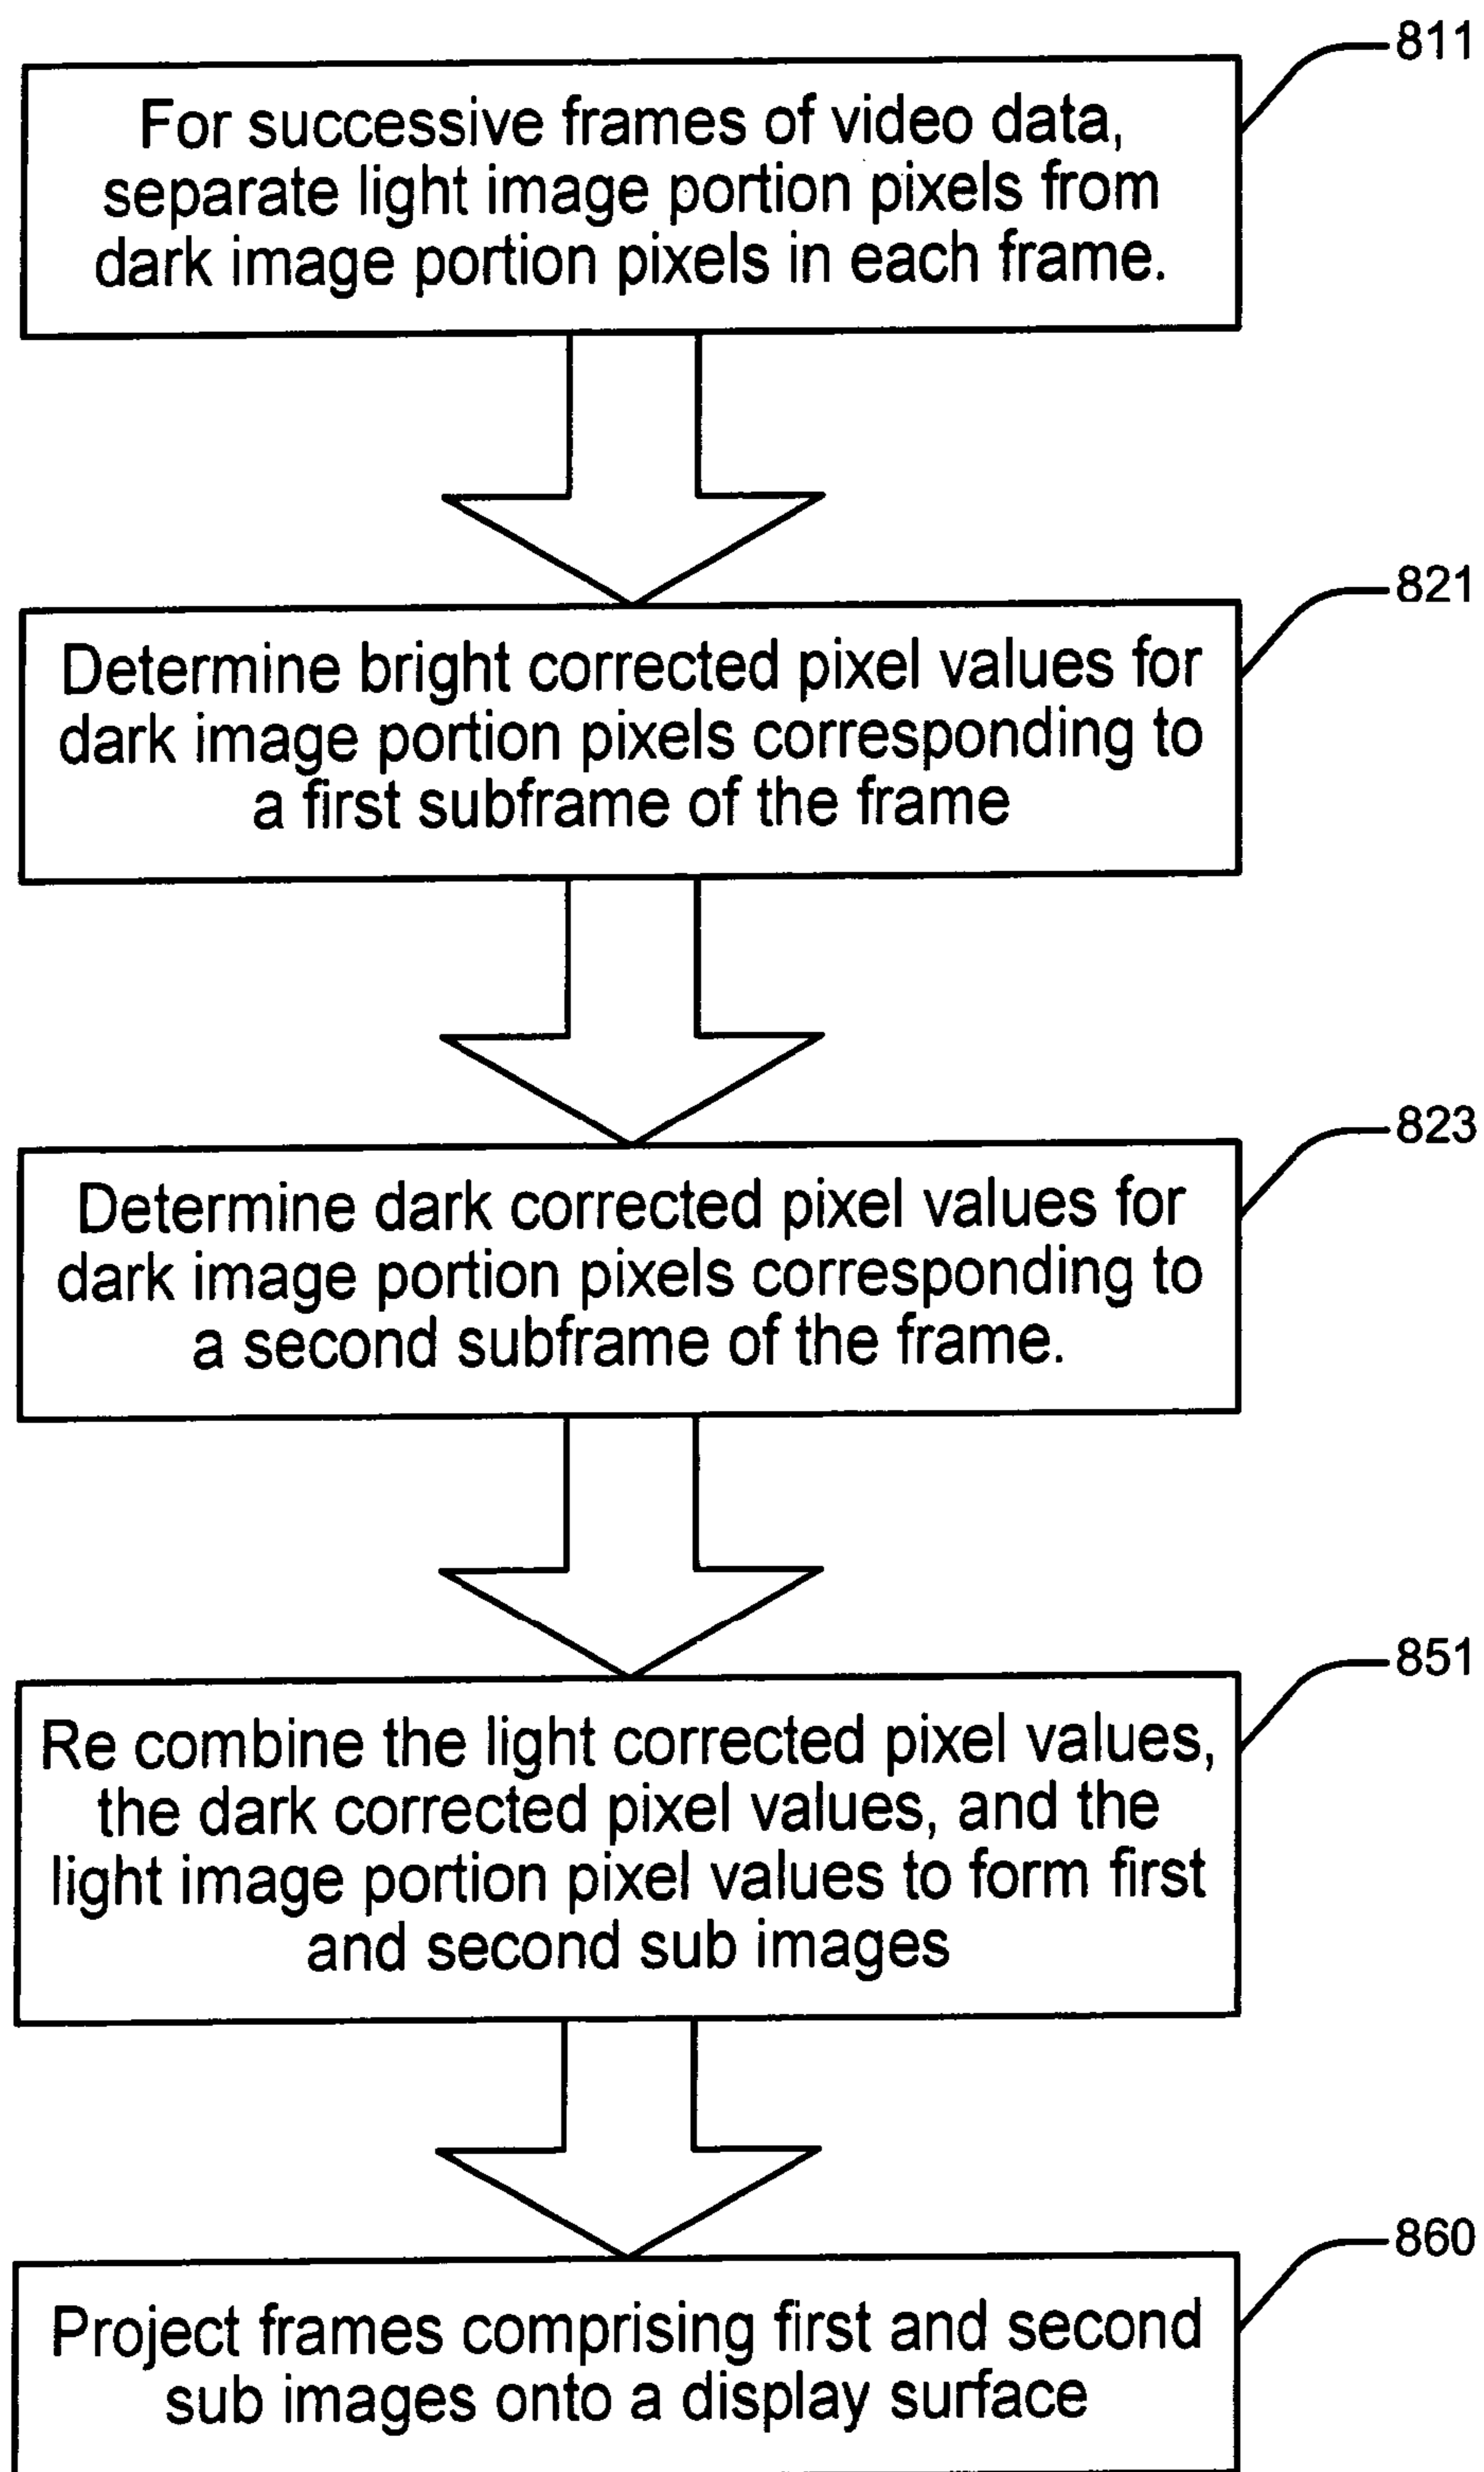 811
For successive frames of video data,
separate light image portion pixels from
dark image portion pixels in each frame.
821
Determine bright corrected pixel values for
dark image portion pixels corresponding to
a first subframe of the frame
823
Determine dark corrected pixel values for
dark image portion pixels corresponding to
a second subframe of the frame.
851
Re combine the light corrected pixel values,
the dark corrected pixel values, and the
light image portion pixel values to form first
and second sub images
860
Project frames comprising first and second
sub images onto a display surface